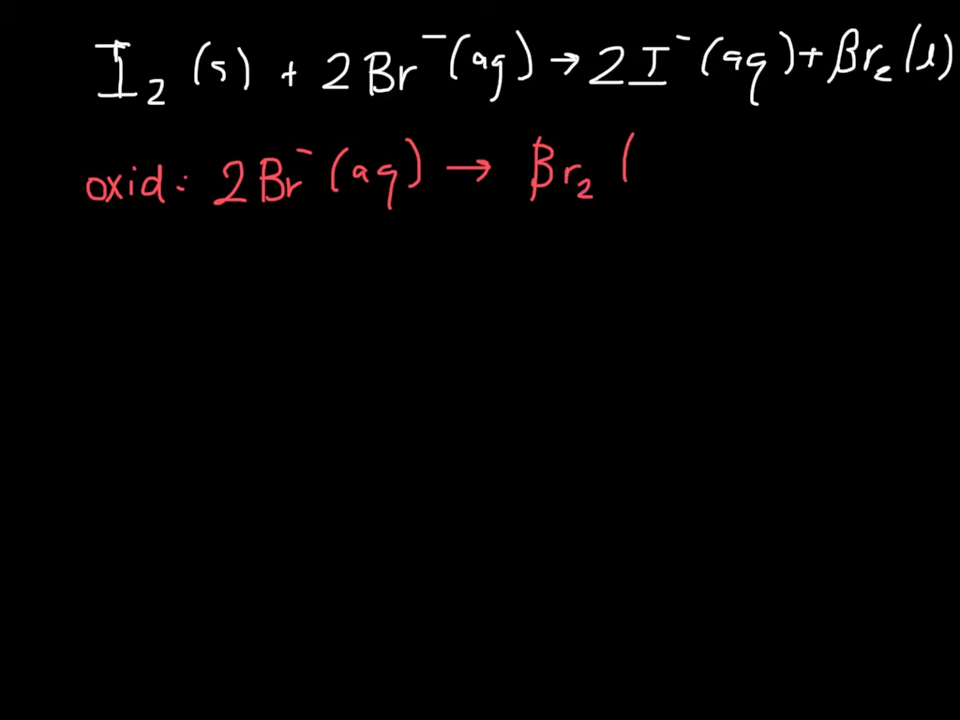 I₂ (s) + 2Br⁻ (aq) → 2I⁻ (aq) + Br₂ (l)
oxid: 2Br⁻ (aq) → Br₂ (